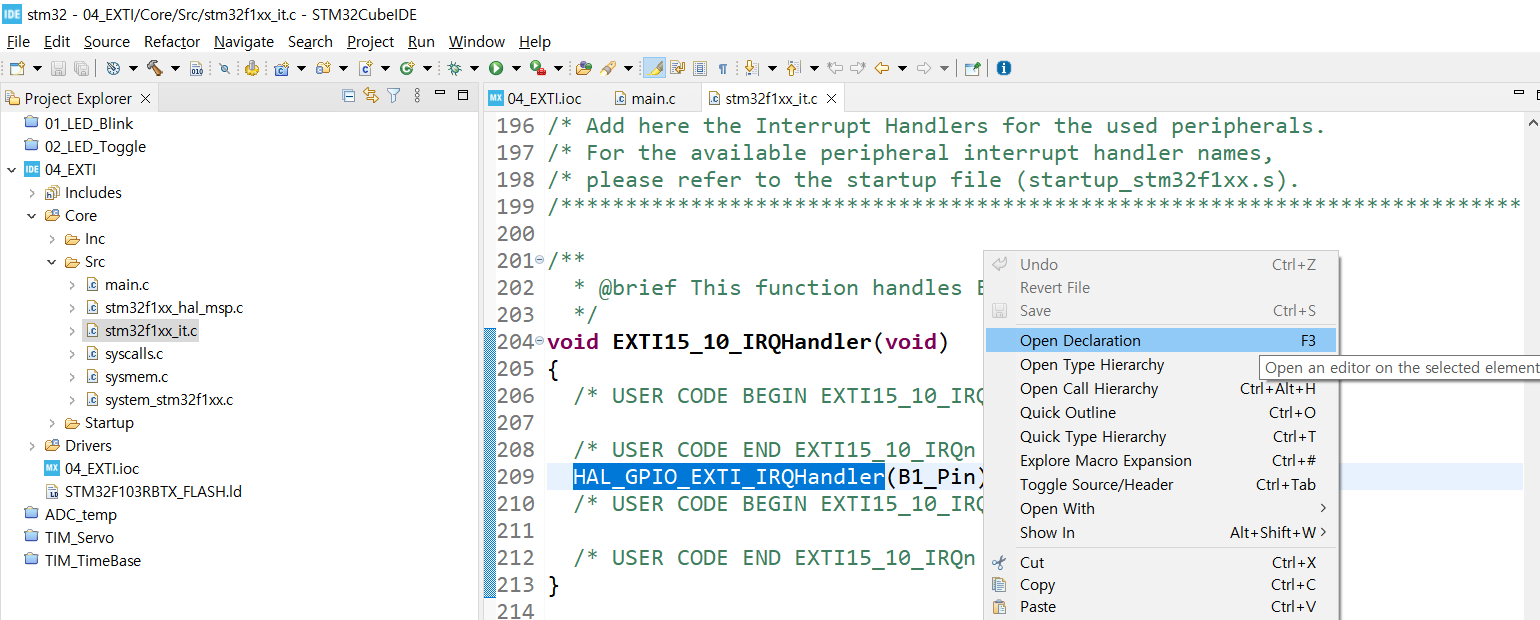 IDE stm32 - 04_EXTI/Core/Src/stm32f1xx_it.c - STM32CubeIDE
File Edit Source Refactor Navigate Search Project Run Window Help
Project Explorer
01_LED_Blink
02_LED_Toggle
IDE 04_EXTI
Includes
Core
Inc
Src
main.c
stm32f1xx_hal_msp.c
stm32f1xx_it.c
syscalls.c
sysmem.c
system_stm32f1xx.c
Startup
Drivers
MX 04_EXTI.ioc
STM32F103RBTX_FLASH.ld
ADC_temp
TIM_Servo
TIM_TimeBase
MX 04_EXTI.ioc main.c stm32f1xx_it.c
196 /* Add here the Interrupt Handlers for the used peripherals.
197 /* For the available peripheral interrupt handler names,
198 /* please refer to the startup file (startup_stm32f1xx.s).
199 /**************************************************************************
200
201 /**
202 * @brief This function handles E
203 */
204 void EXTI15_10_IRQHandler(void)
205 {
206 /* USER CODE BEGIN EXTI15_10_IRQ
207
208 /* USER CODE END EXTI15_10_IRQn
209 HAL_GPIO_EXTI_IRQHandler(B1_Pin)
210 /* USER CODE BEGIN EXTI15_10_IRQ
211
212 /* USER CODE END EXTI15_10_IRQn
213 }
214
Undo Ctrl+Z
Revert File
Save Ctrl+S
Open Declaration F3
Open Type Hierarchy
Open an editor on the selected element
Open Call Hierarchy Ctrl+Alt+H
Quick Outline Ctrl+O
Quick Type Hierarchy Ctrl+T
Explore Macro Expansion Ctrl+#
Toggle Source/Header Ctrl+Tab
Open With
Show In Alt+Shift+W
Cut Ctrl+X
Copy Ctrl+C
Paste Ctrl+V